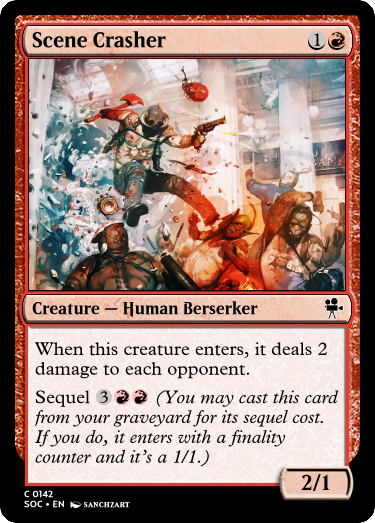 Scene Crasher 1
Creature — Human Berserker
When this creature enters, it deals 2
damage to each opponent.
Sequel 3 (You may cast this card
from your graveyard for its sequel cost.
If you do, it enters with a finality
counter and it's a 1/1.)
2/1
C 0142
SOC • EN SANCHZART